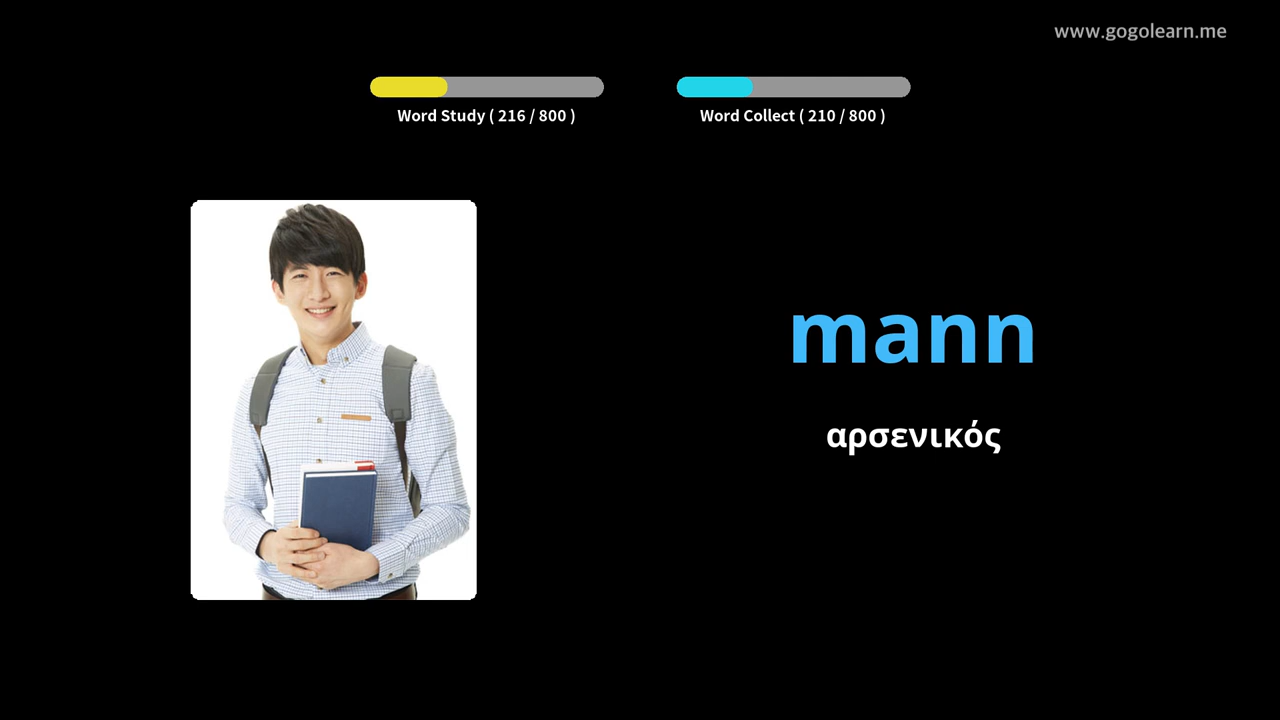 www.gogolearn.me
Word Study ( 216 / 800 )
Word Collect ( 210 / 800 )
mann
αρσενικός